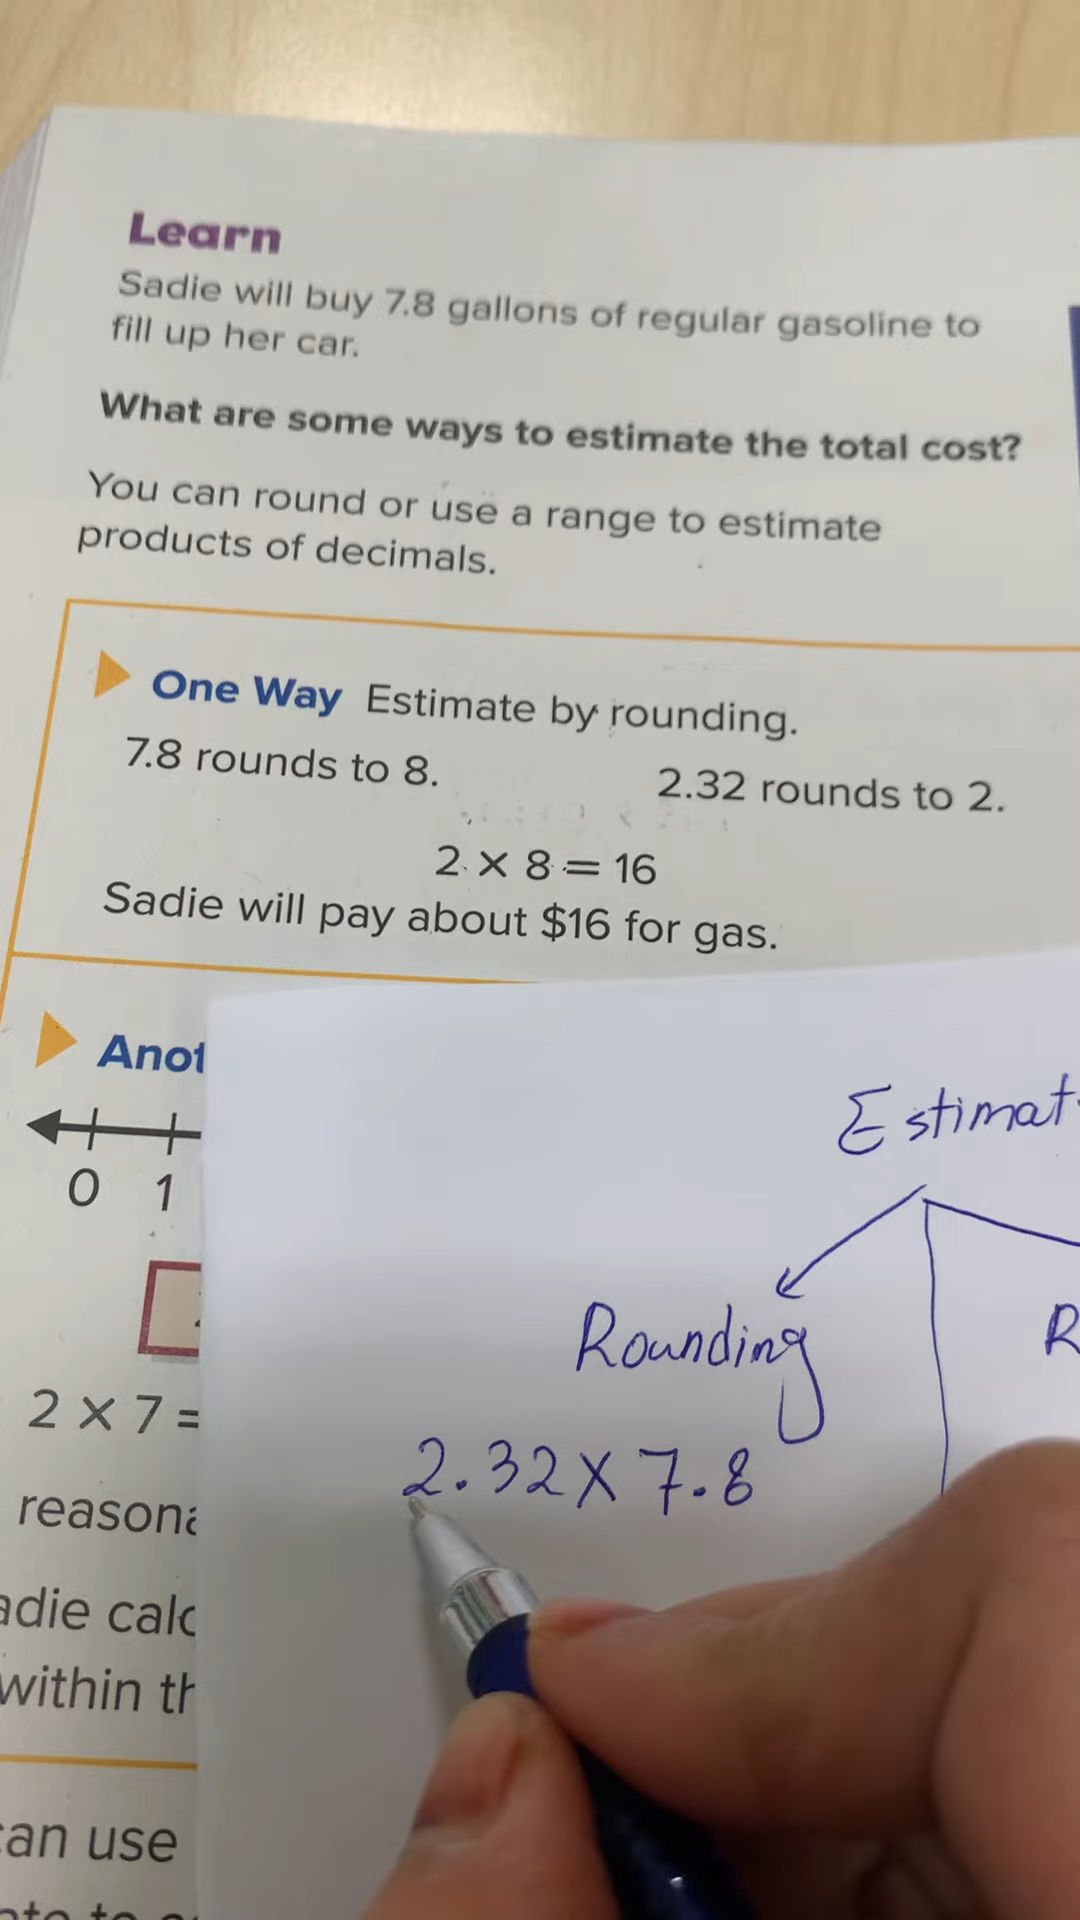 Learn
Sadie will buy 7.8 gallons of regular gasoline to
fill up her car.
What are some ways to estimate the total cost?
You can round or use a range to estimate
products of decimals.
One Way Estimate by rounding.
7.8 rounds to 8. 2.32 rounds to 2.
2 × 8 = 16
Sadie will pay about $16 for gas.
Anot
0 1
2 × 7 =
reasona
adie calc
within th
can use
Estimat
Rounding R
2.32 × 7.8